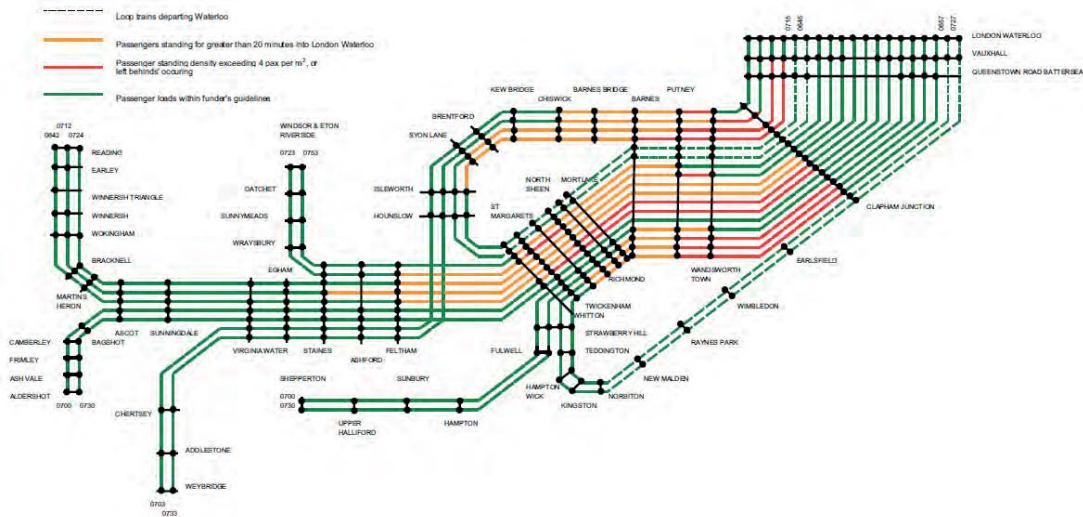 Loop trains departing Waterloo
Passengers standing for greater than 20 minutes into London Waterloo
Passenger standing density exceeding 4 pax per m², or
left behinds' occuring
Passenger loads within funder's guidelines
0715
0645
0657
0727
LONDON WATERLOO
VAUXHALL
QUEENSTOWN ROAD BATTERSEA
KEW BRIDGE
CHISWICK
BARNES BRIDGE
BARNES
PUTNEY
BRENTFORD
SYON LANE
0712
0642 0724
READING
EARLEY
WINNERSH TRIANGLE
WINNERSH
WOKINGHAM
BRACKNELL
MARTINS
HERON
WINDSOR & ETON
RIVERSIDE
0723 0753
DATCHET
SUNNYMEADS
WRAYSBURY
ISLEWORTH
HOUNSLOW
NORTH
SHEEN
MORTLAKE
ST
MARGARETS
CLAPHAM JUNCTION
EGHAM
RICHMOND
WANDSWORTH
TOWN
EARLSFIELD
TWICKENHAM
WHITTON
WIMBLEDON
CAMBERLEY
FRIMLEY
ASH VALE
ALDERSHOT
0700 0730
BAGSHOT
ASCOT
SUNNINGDALE
VIRGINIA WATER
STAINES
ASHFORD
FELTHAM
FULWELL
STRAWBERRY HILL
TEDDINGTON
RAYNES PARK
NEW MALDEN
SHEPPERTON
SUNBURY
HAMPTON
WICK
KINGSTON
NORBITON
0700
0730
UPPER
HALLIFORD
HAMPTON
CHERTSEY
ADDLESTONE
WEYBRIDGE
0703
0733